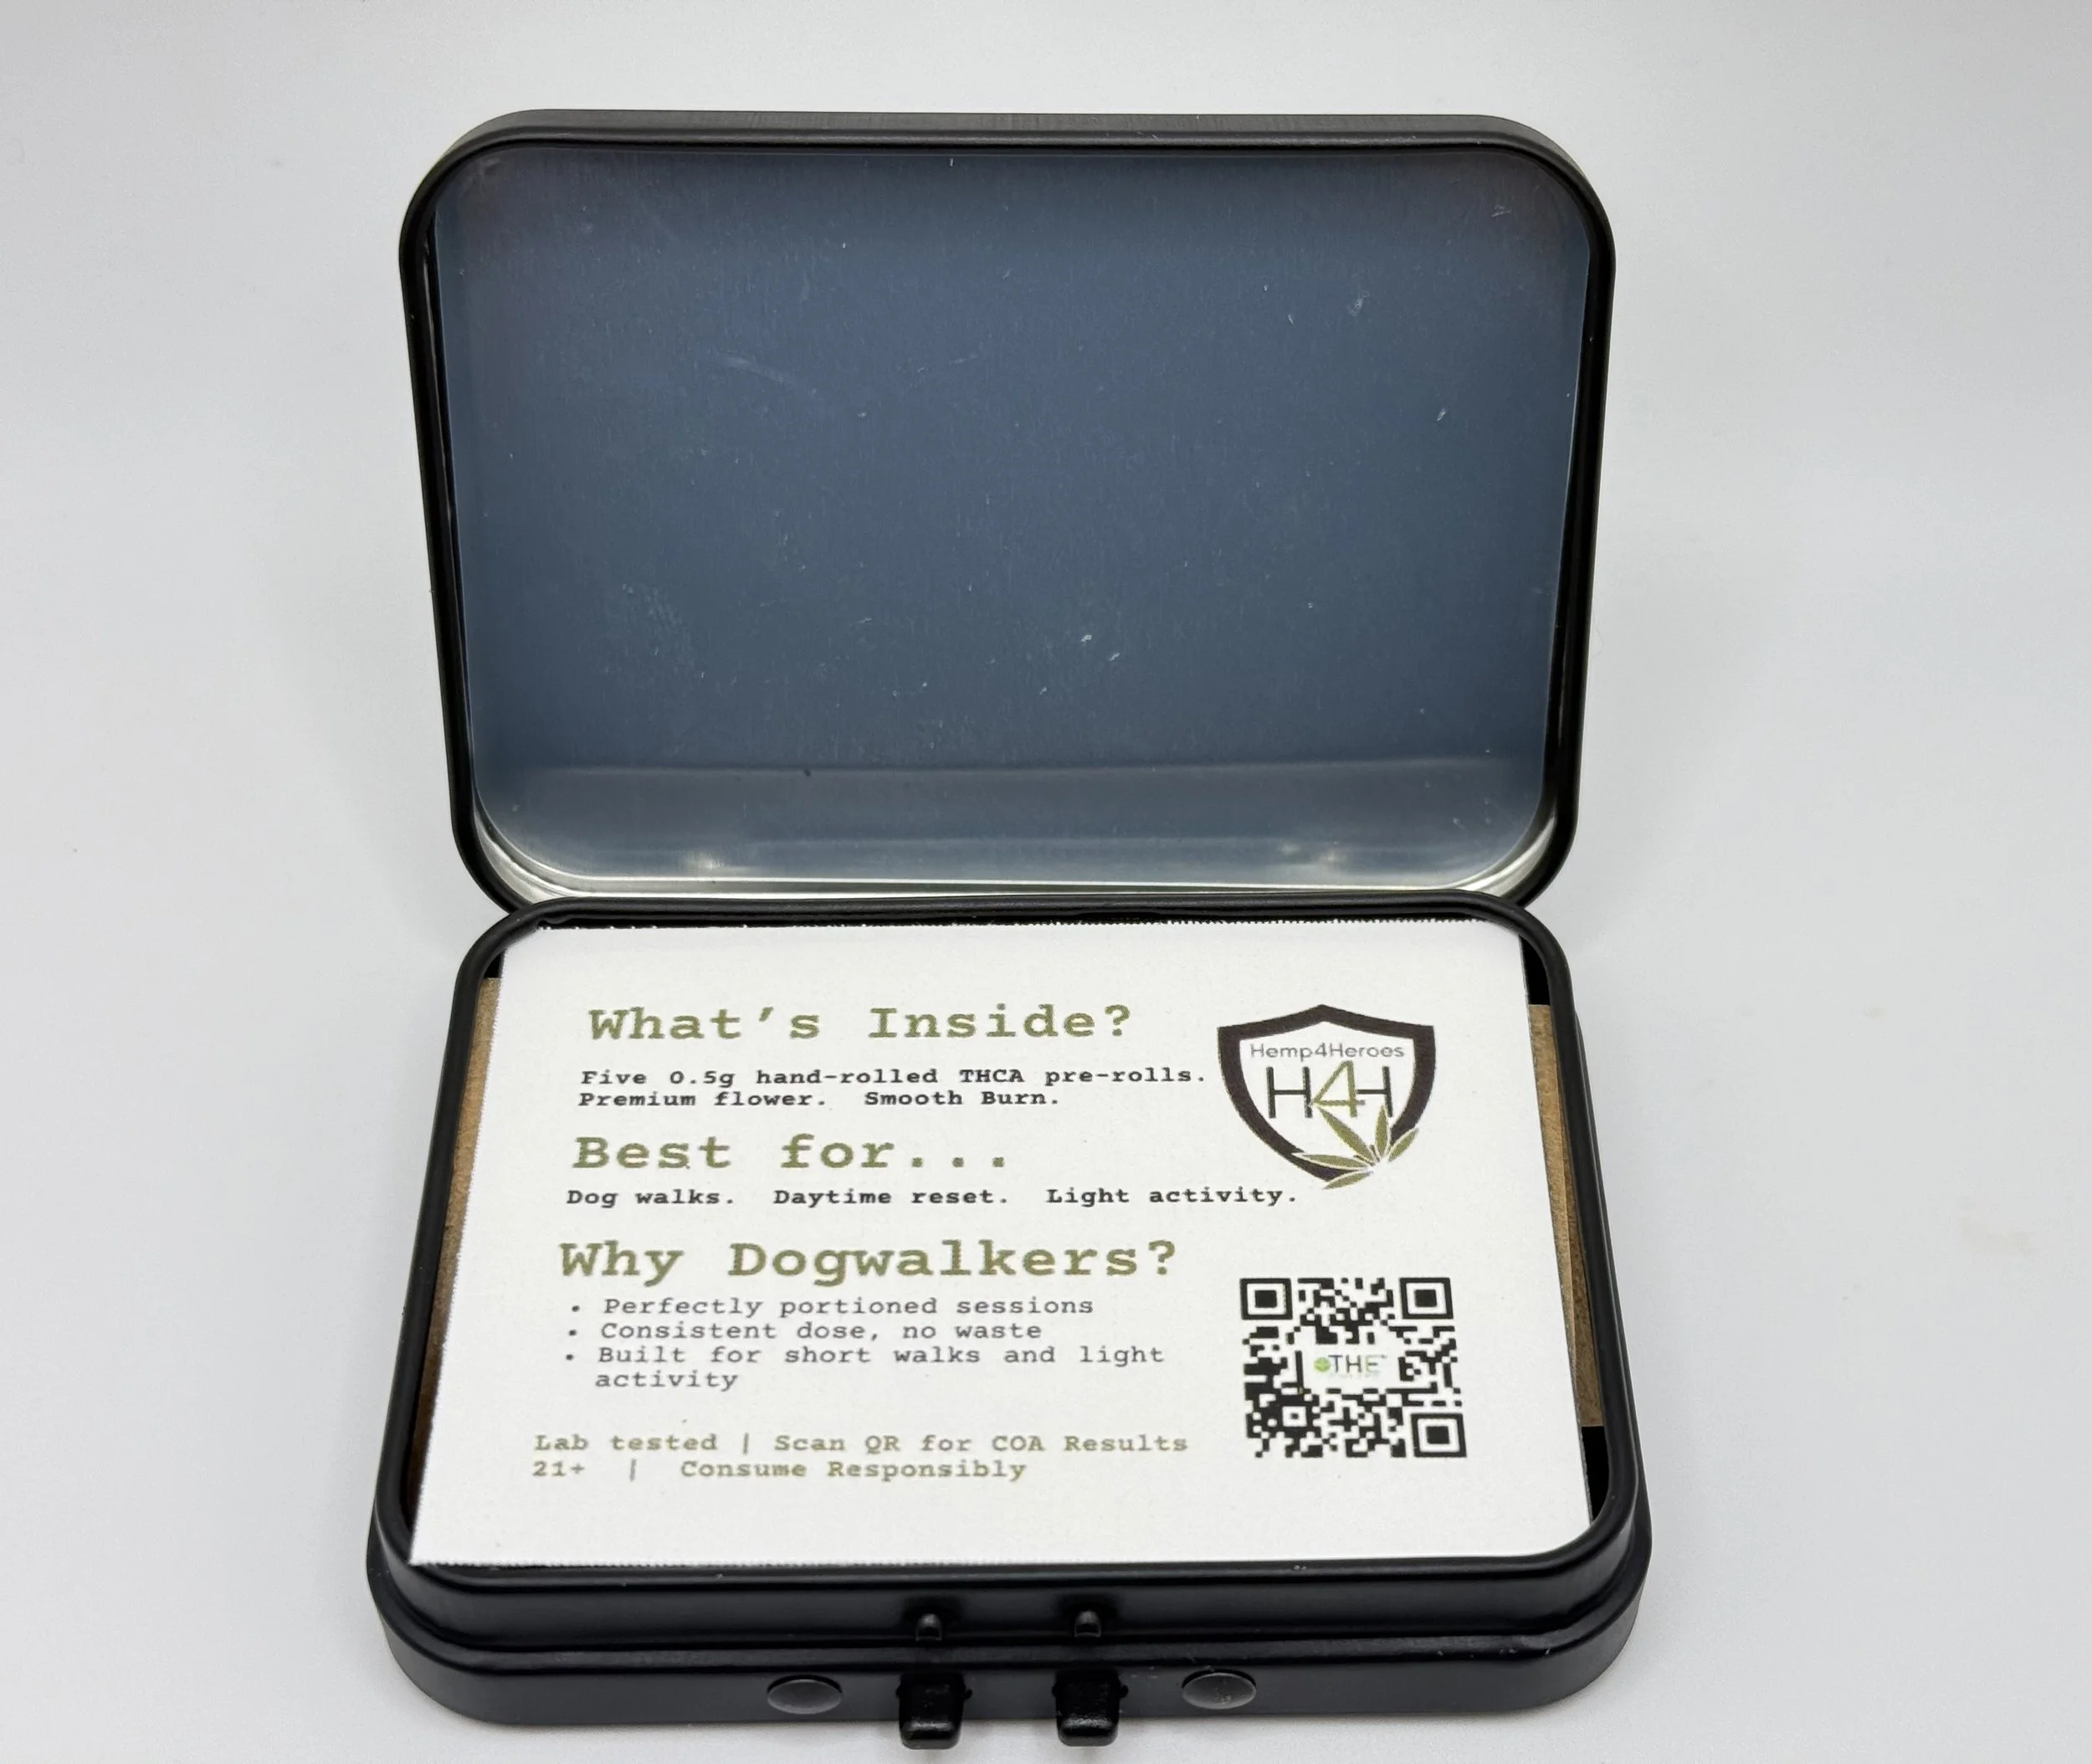 What's Inside?
Five 0.5g hand-rolled THCA pre-rolls.
Premium flower. Smooth Burn.
Hemp4Heroes
H4H
Best for...
Dog walks. Daytime reset. Light activity.
Why Dogwalkers?
• Perfectly portioned sessions
• Consistent dose, no waste
• Built for short walks and light
activity
THE
Lab tested | Scan QR for COA Results
21+ | Consume Responsibly